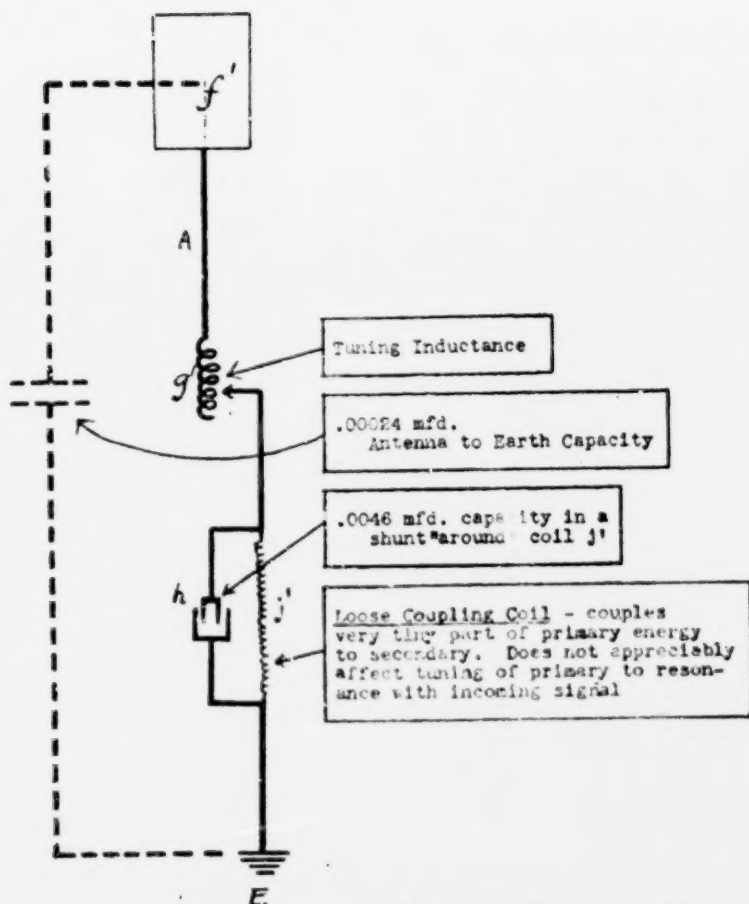 f'
A
g'
Tuning Inductance
.00024 mfd.
Antenna to Earth Capacity
.0046 mfd. capacity in a
shunt around coil j'
h
j'
Loose Coupling Coil - couples
very tiny part of primary energy
to secondary. Does not appreciably
affect tuning of primary to reson-
ance with incoming signal
E.